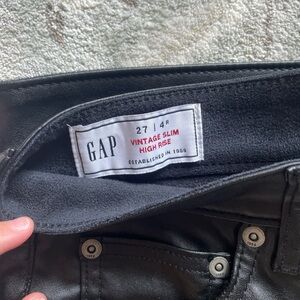 GAP
27 | 4R
VINTAGE SLIM
HIGH RISE
ESTABLISHED IN 1969